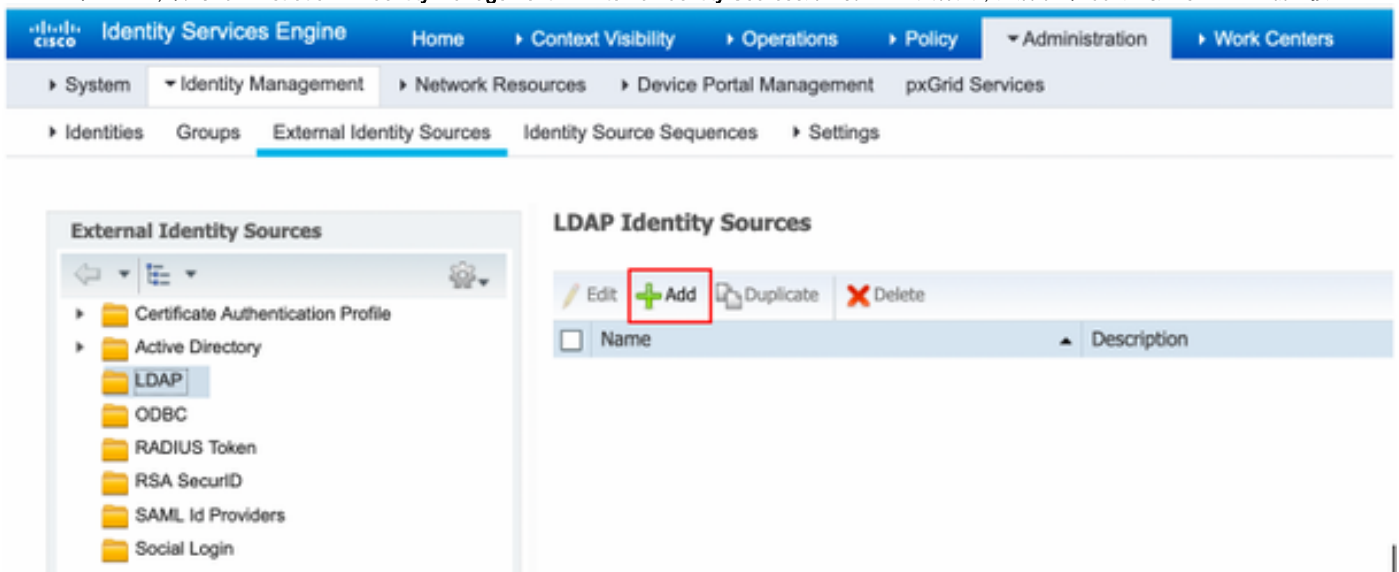 cisco Identity Services Engine Home Context Visibility Operations Policy Administration Work Centers
System Identity Management Network Resources Device Portal Management pxGrid Services
Identities Groups External Identity Sources Identity Source Sequences Settings
External Identity Sources
Certificate Authentication Profile
Active Directory
LDAP
ODBC
RADIUS Token
RSA SecurID
SAML Id Providers
Social Login
LDAP Identity Sources
Edit Add Duplicate Delete
Name Description